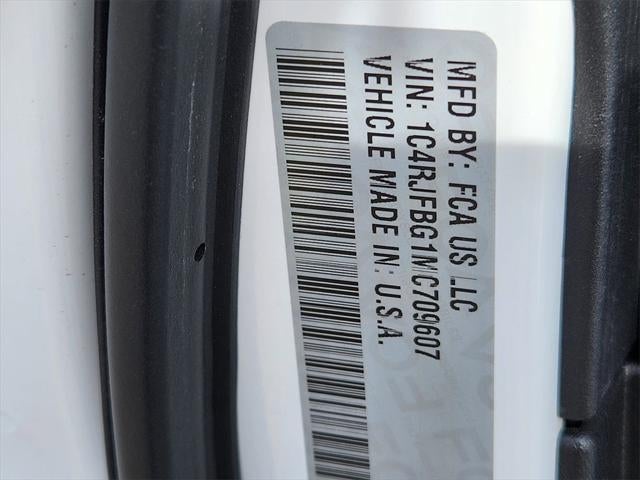 MFD BY: FCA US LLC
VIN: 1C4RJFBG1MC709607
VEHICLE MADE IN: U.S.A.